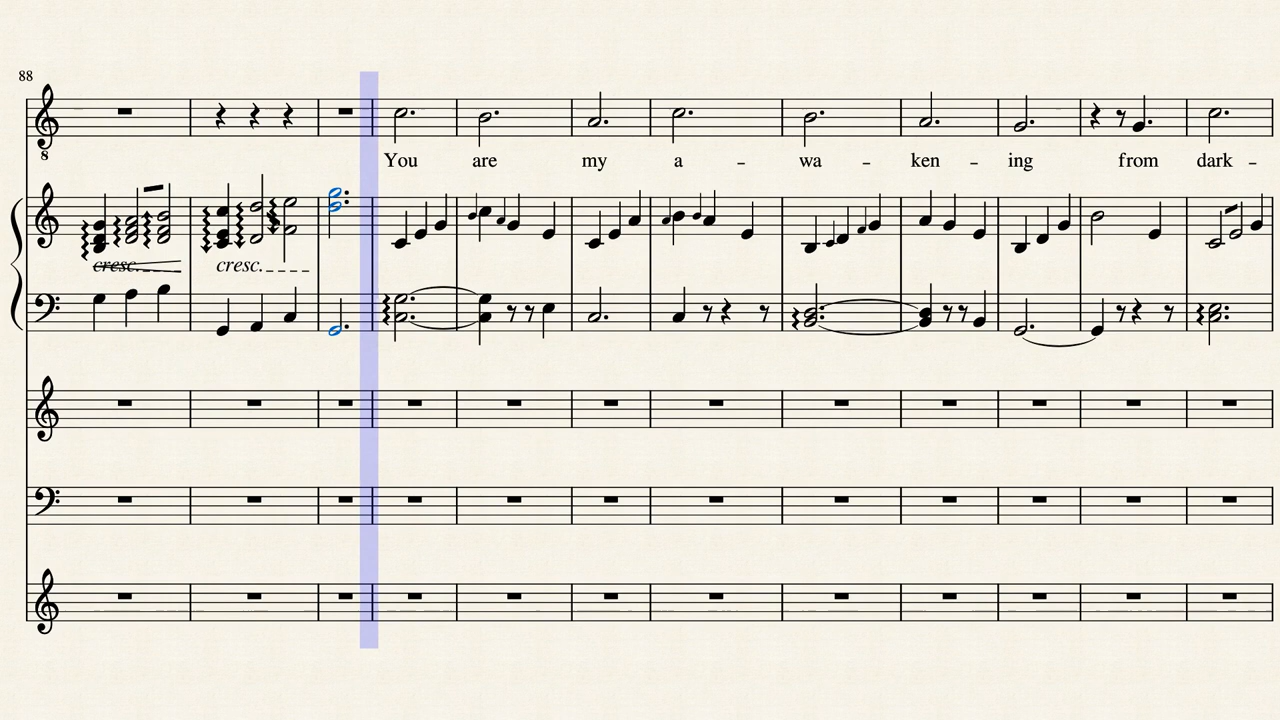 88
8
You are my a - wa - ken - ing from dark -
cresc. cresc.